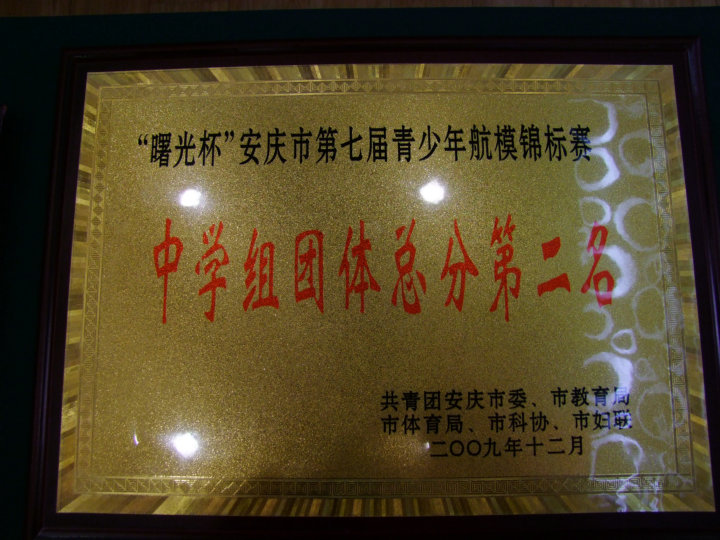 “曙光杯”安庆市第七届青少年航模锦标赛
中学组团体总分第二名
共青团安庆市委、市教育局
市体育局、市科协、市妇联
二〇〇九年十二月